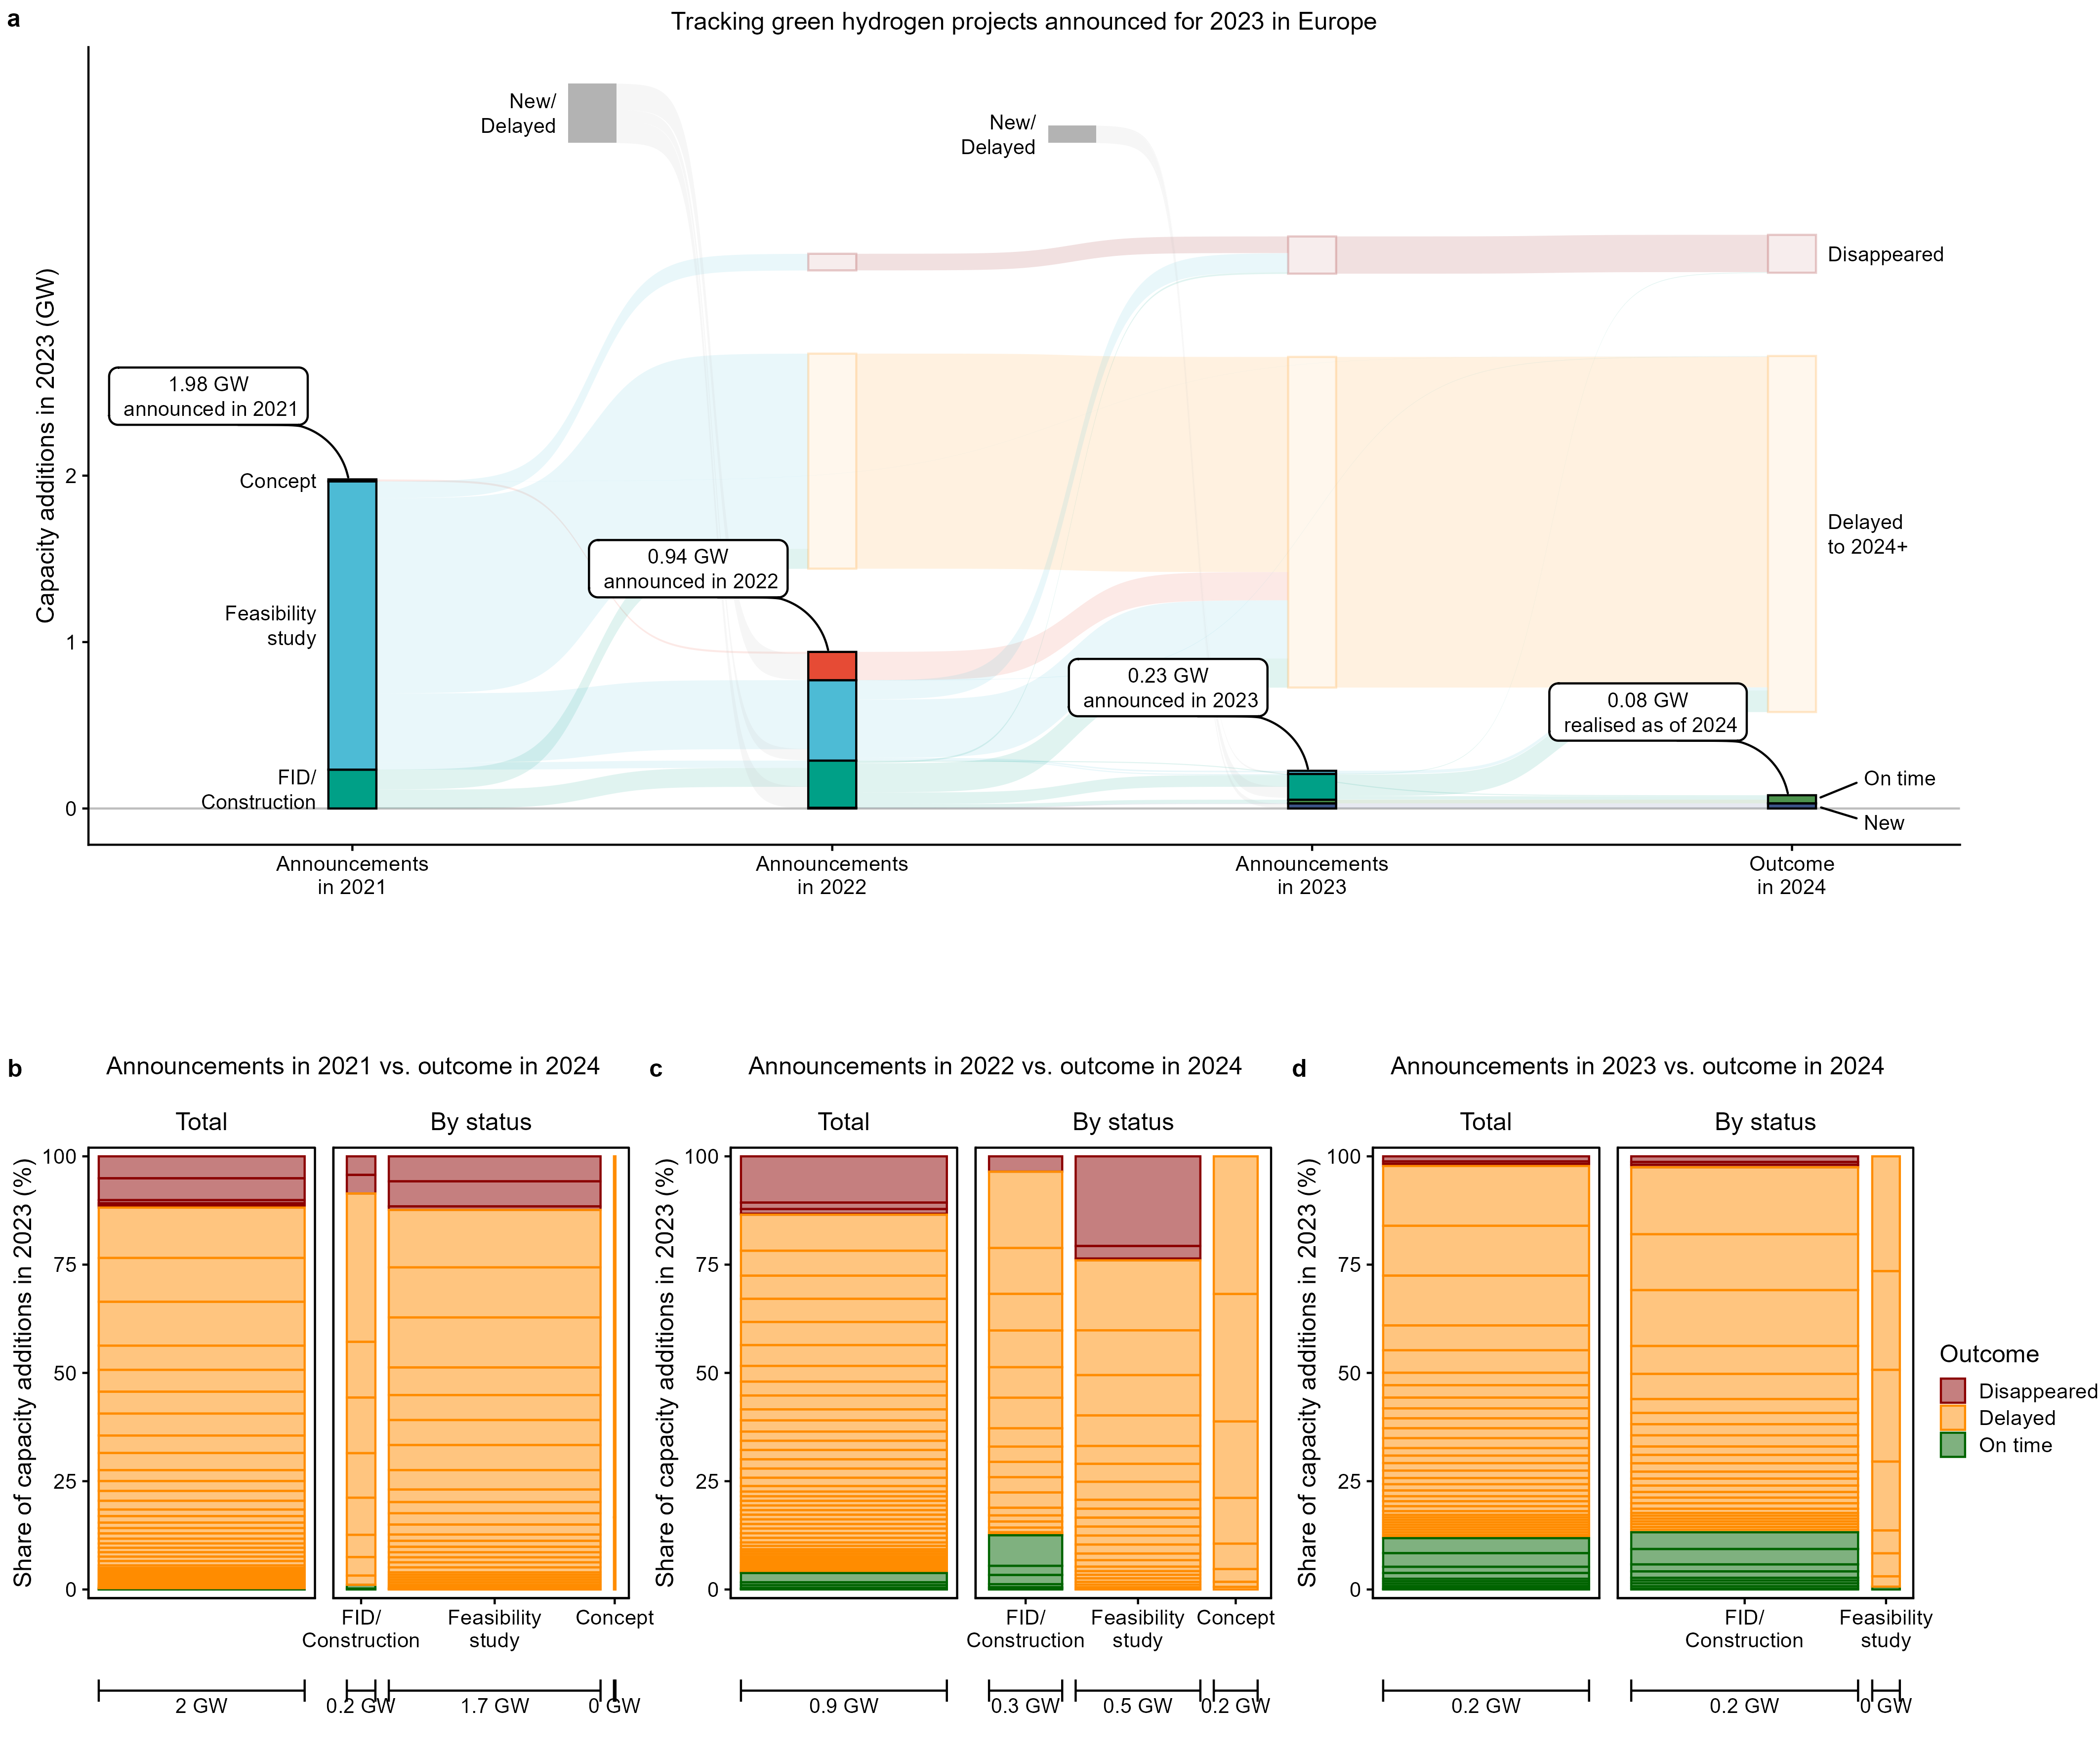 a
Tracking green hydrogen projects announced for 2023 in Europe
Capacity additions in 2023 (GW)
2
1
0
New/
Delayed
New/
Delayed
Disappeared
1.98 GW
announced in 2021
Concept
Feasibility
study
FID/
Construction
0.94 GW
announced in 2022
Delayed
to 2024+
0.23 GW
announced in 2023
0.08 GW
realised as of 2024
On time
New
Announcements
in 2021
Announcements
in 2022
Announcements
in 2023
Outcome
in 2024
b
Announcements in 2021 vs. outcome in 2024
Total
By status
Share of capacity additions in 2023 (%)
100
75
50
25
0
FID/
Construction
Feasibility
study
Concept
2 GW
0.2 GW
1.7 GW
0 GW
c
Announcements in 2022 vs. outcome in 2024
Total
By status
Share of capacity additions in 2023 (%)
100
75
50
25
0
FID/
Construction
Feasibility
study
Concept
0.9 GW
0.3 GW
0.5 GW
0.2 GW
d
Announcements in 2023 vs. outcome in 2024
Total
By status
Share of capacity additions in 2023 (%)
100
75
50
25
0
FID/
Construction
Feasibility
study
0.2 GW
0.2 GW
0 GW
Outcome
Disappeared
Delayed
On time